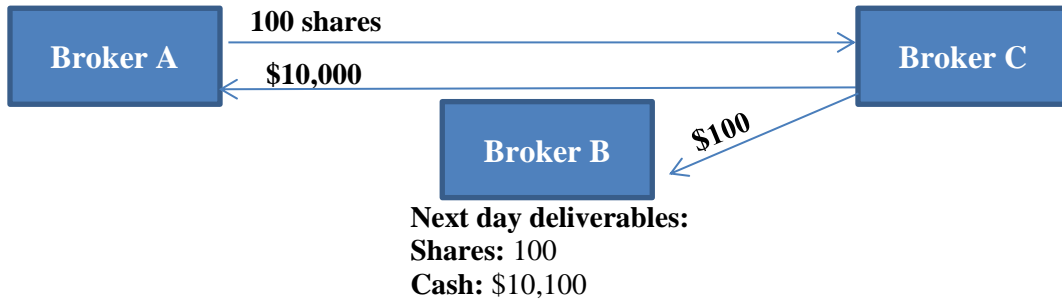 100 shares
Broker A
Broker C
$10,000
$100
Broker B
Next day deliverables:
Shares: 100
Cash: $10,100